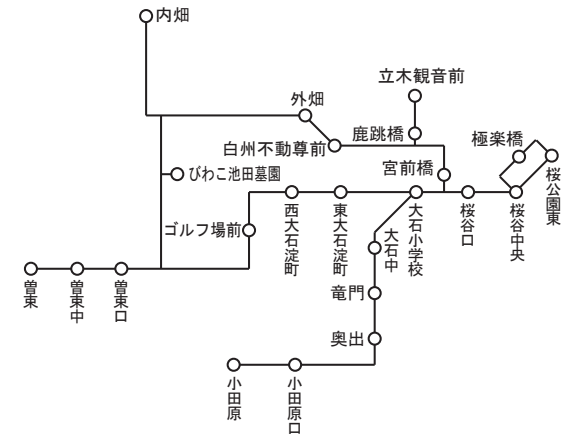 内畑
外畑
立木観音前
鹿跳橋
白州不動尊前
極楽橋
宮前橋
びわこ池田墓園
桜公園東
ゴルフ場前
西大石淀町
東大石淀町
大石小学校
桜谷口
桜谷中央
大石中
曽東
曽東中
曽東口
竜門
奥出
小田原
小田原口